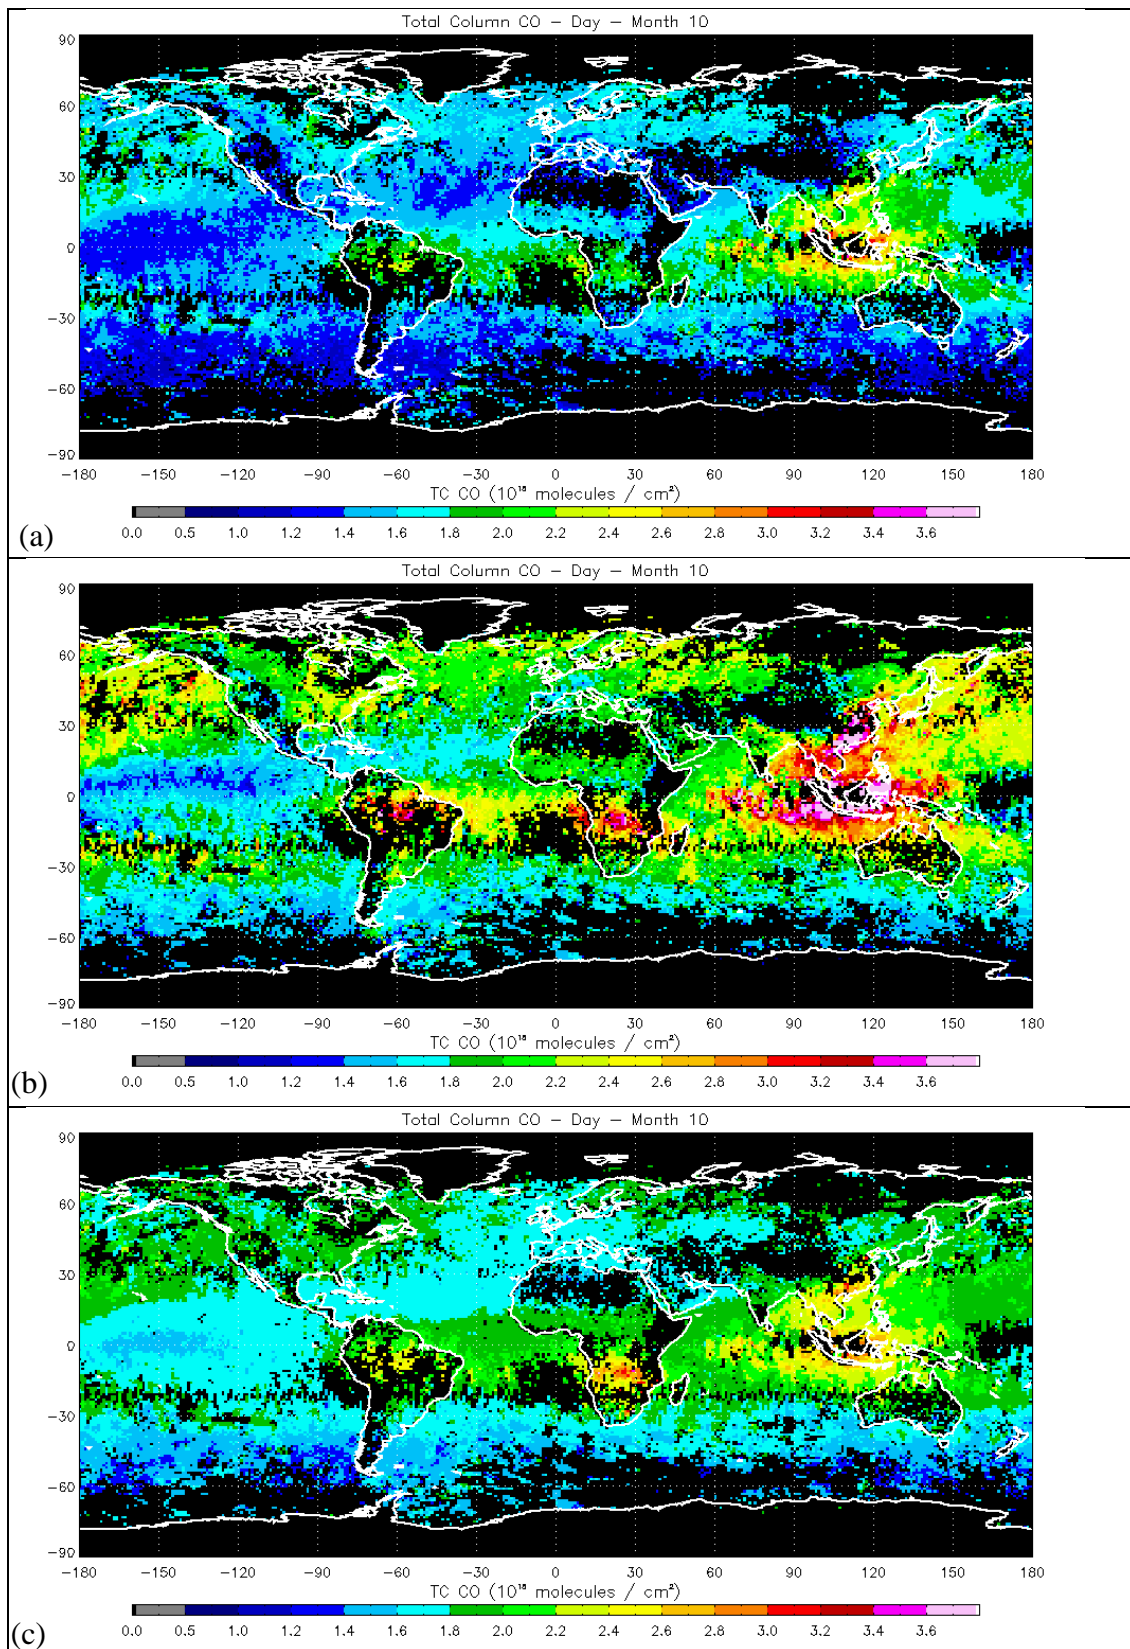 Total Column CO – Day – Month 10
90
60
30
0
−30
−60
−90
−180 −150 −120 −90 −60 −30 0 30 60 90 120 150 180
TC CO (10¹⁸ molecules / cm²)
0.0 0.5 1.0 1.2 1.4 1.6 1.8 2.0 2.2 2.4 2.6 2.8 3.0 3.2 3.4 3.6
(a)
Total Column CO – Day – Month 10
90
60
30
0
−30
−60
−90
−180 −150 −120 −90 −60 −30 0 30 60 90 120 150 180
TC CO (10¹⁸ molecules / cm²)
0.0 0.5 1.0 1.2 1.4 1.6 1.8 2.0 2.2 2.4 2.6 2.8 3.0 3.2 3.4 3.6
(b)
Total Column CO – Day – Month 10
90
60
30
0
−30
−60
−90
−180 −150 −120 −90 −60 −30 0 30 60 90 120 150 180
TC CO (10¹⁸ molecules / cm²)
0.0 0.5 1.0 1.2 1.4 1.6 1.8 2.0 2.2 2.4 2.6 2.8 3.0 3.2 3.4 3.6
(c)